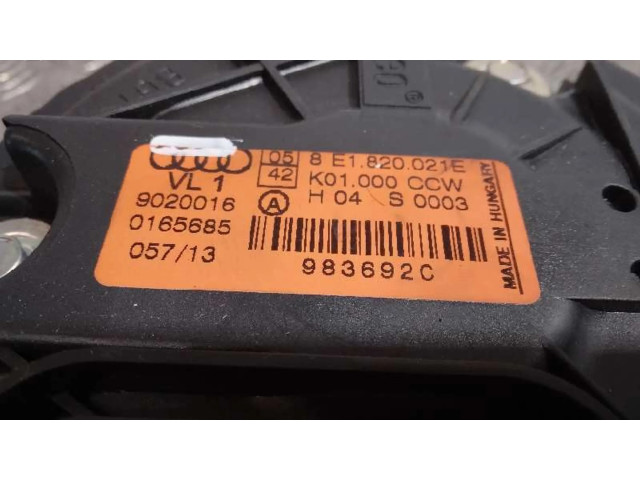 05 8 E1.820.021E
VL 1 42 K01.000 CCW
9020016 A H 04 S 0003
0165685
057/13
983692C
MADE IN HUNGARY